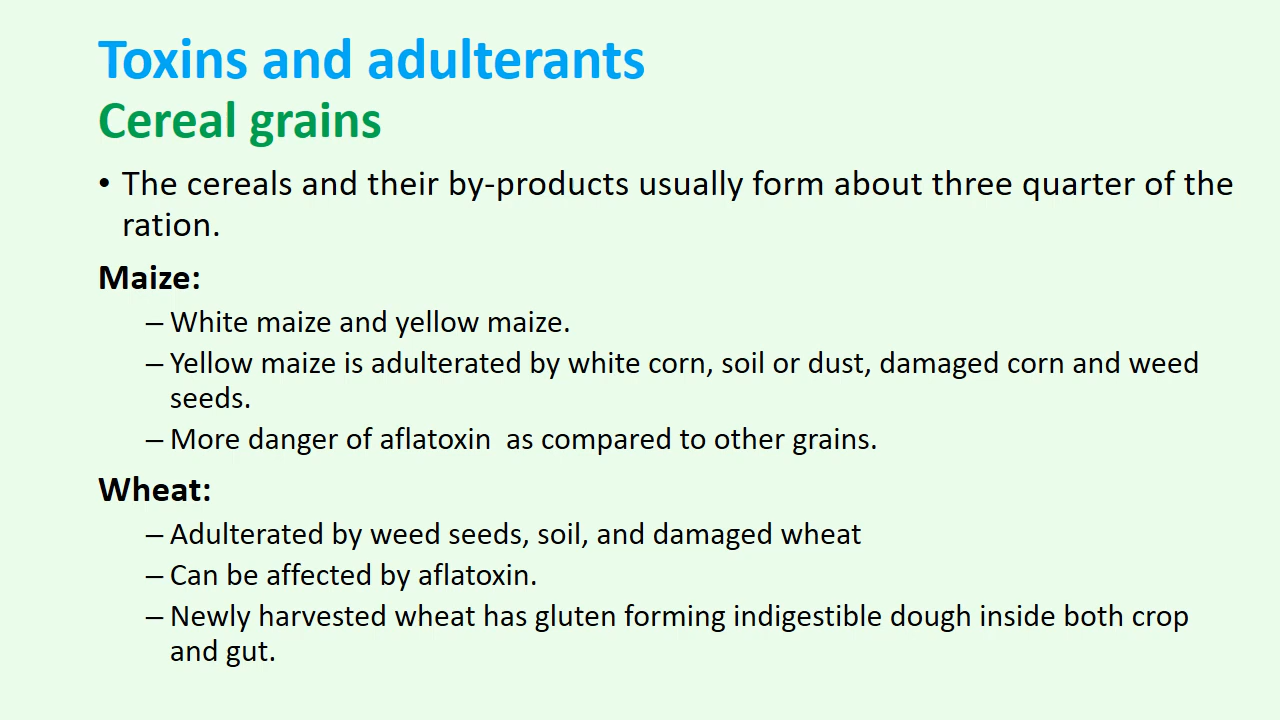 Toxins and adulterants
Cereal grains
• The cereals and their by-products usually form about three quarter of the
ration.
Maize:
– White maize and yellow maize.
– Yellow maize is adulterated by white corn, soil or dust, damaged corn and weed
seeds.
– More danger of aflatoxin  as compared to other grains.
Wheat:
– Adulterated by weed seeds, soil, and damaged wheat
– Can be affected by aflatoxin.
– Newly harvested wheat has gluten forming indigestible dough inside both crop
and gut.